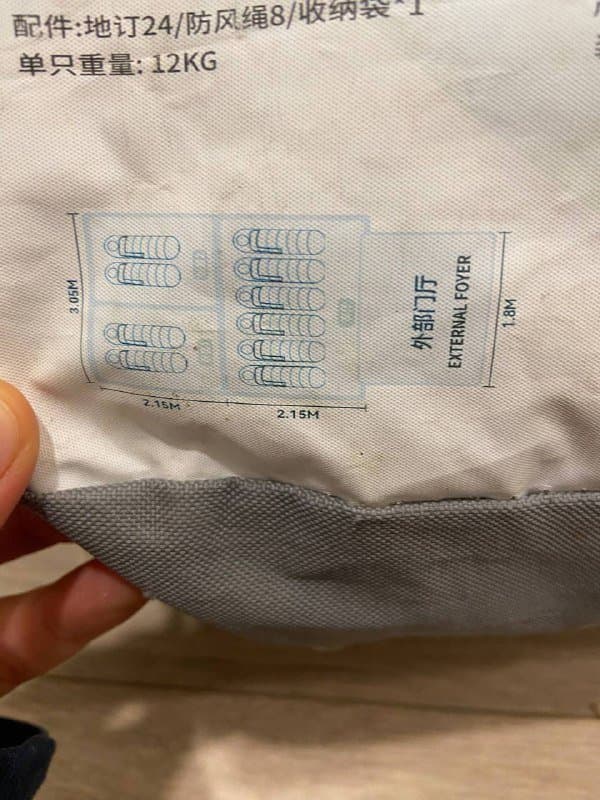 配件:地订24/防风绳8/收纳袋*1
单只重量: 12KG
3.05M
外部门厅
EXTERNAL FOYER
1.8M
2.15M
2.15M